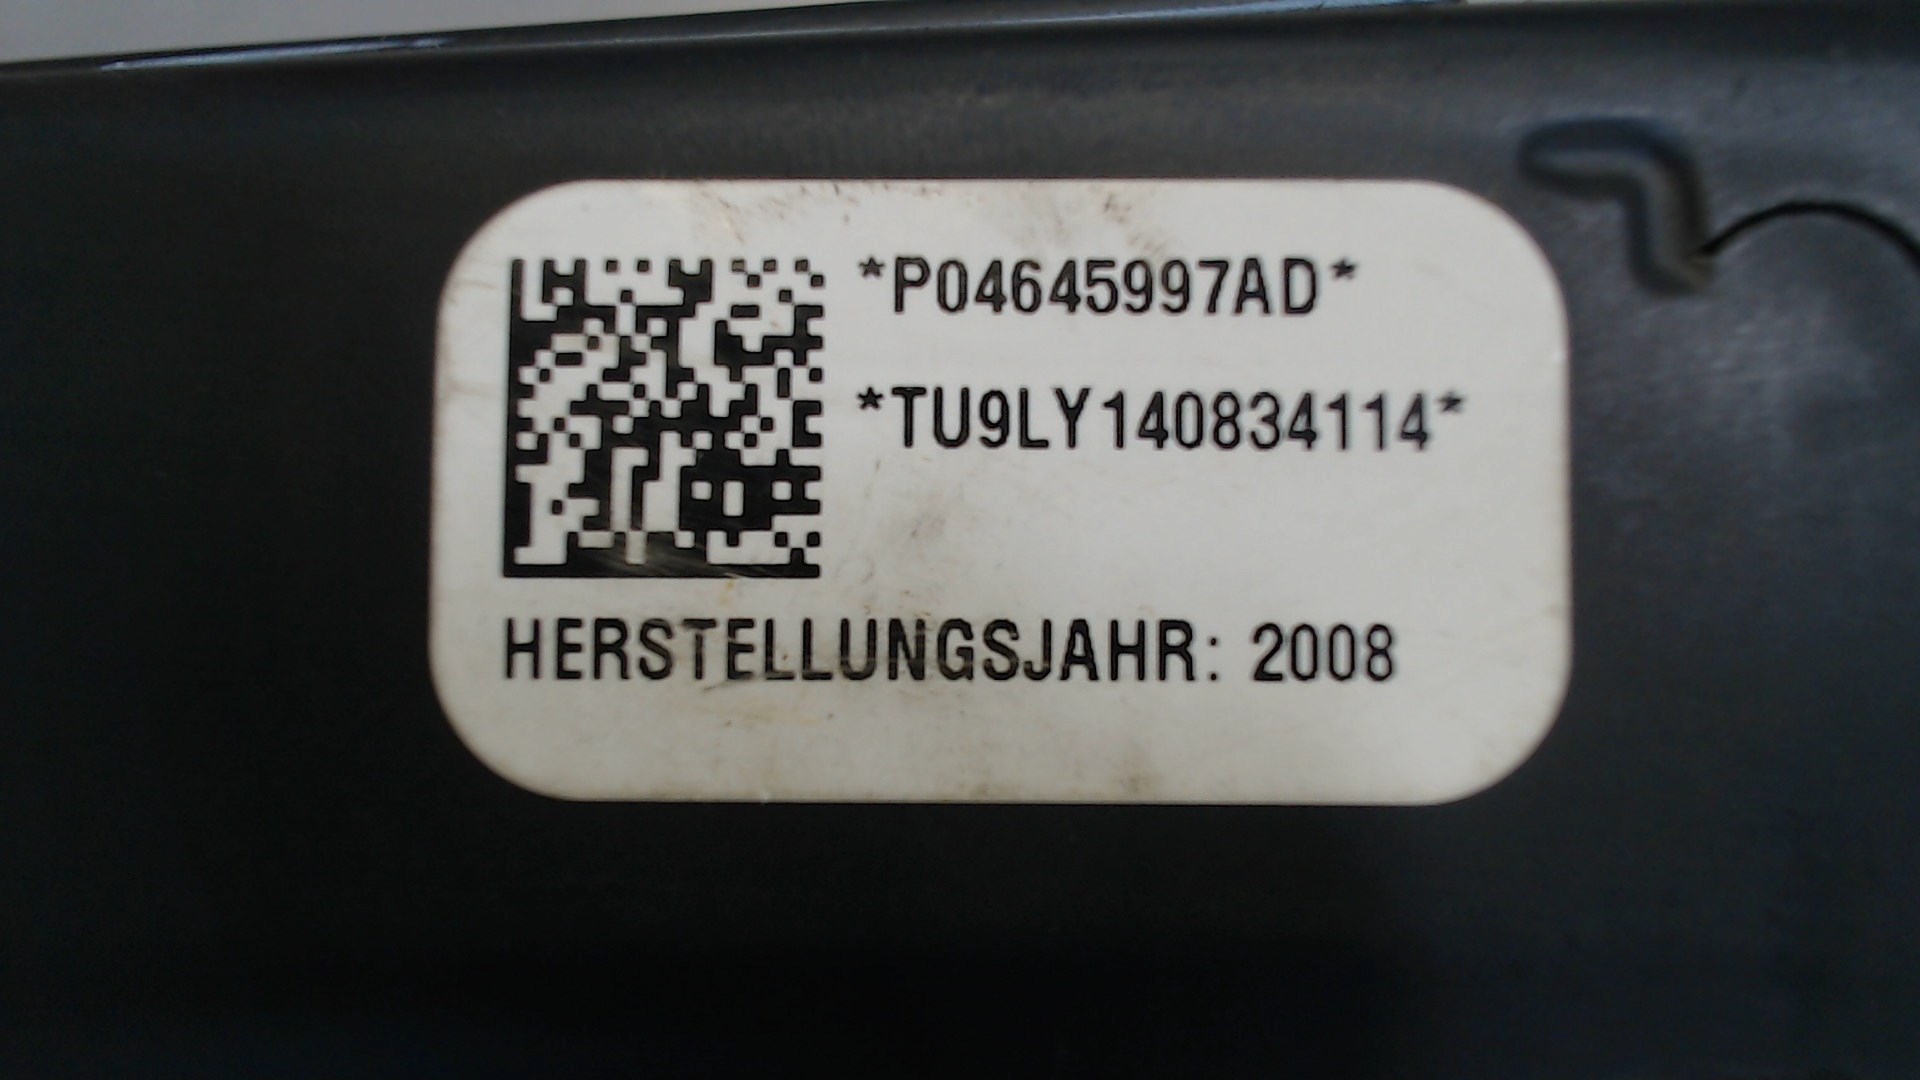 *P04645997AD*
*TU9LY140834114*
HERSTELLUNGSJAHR: 2008